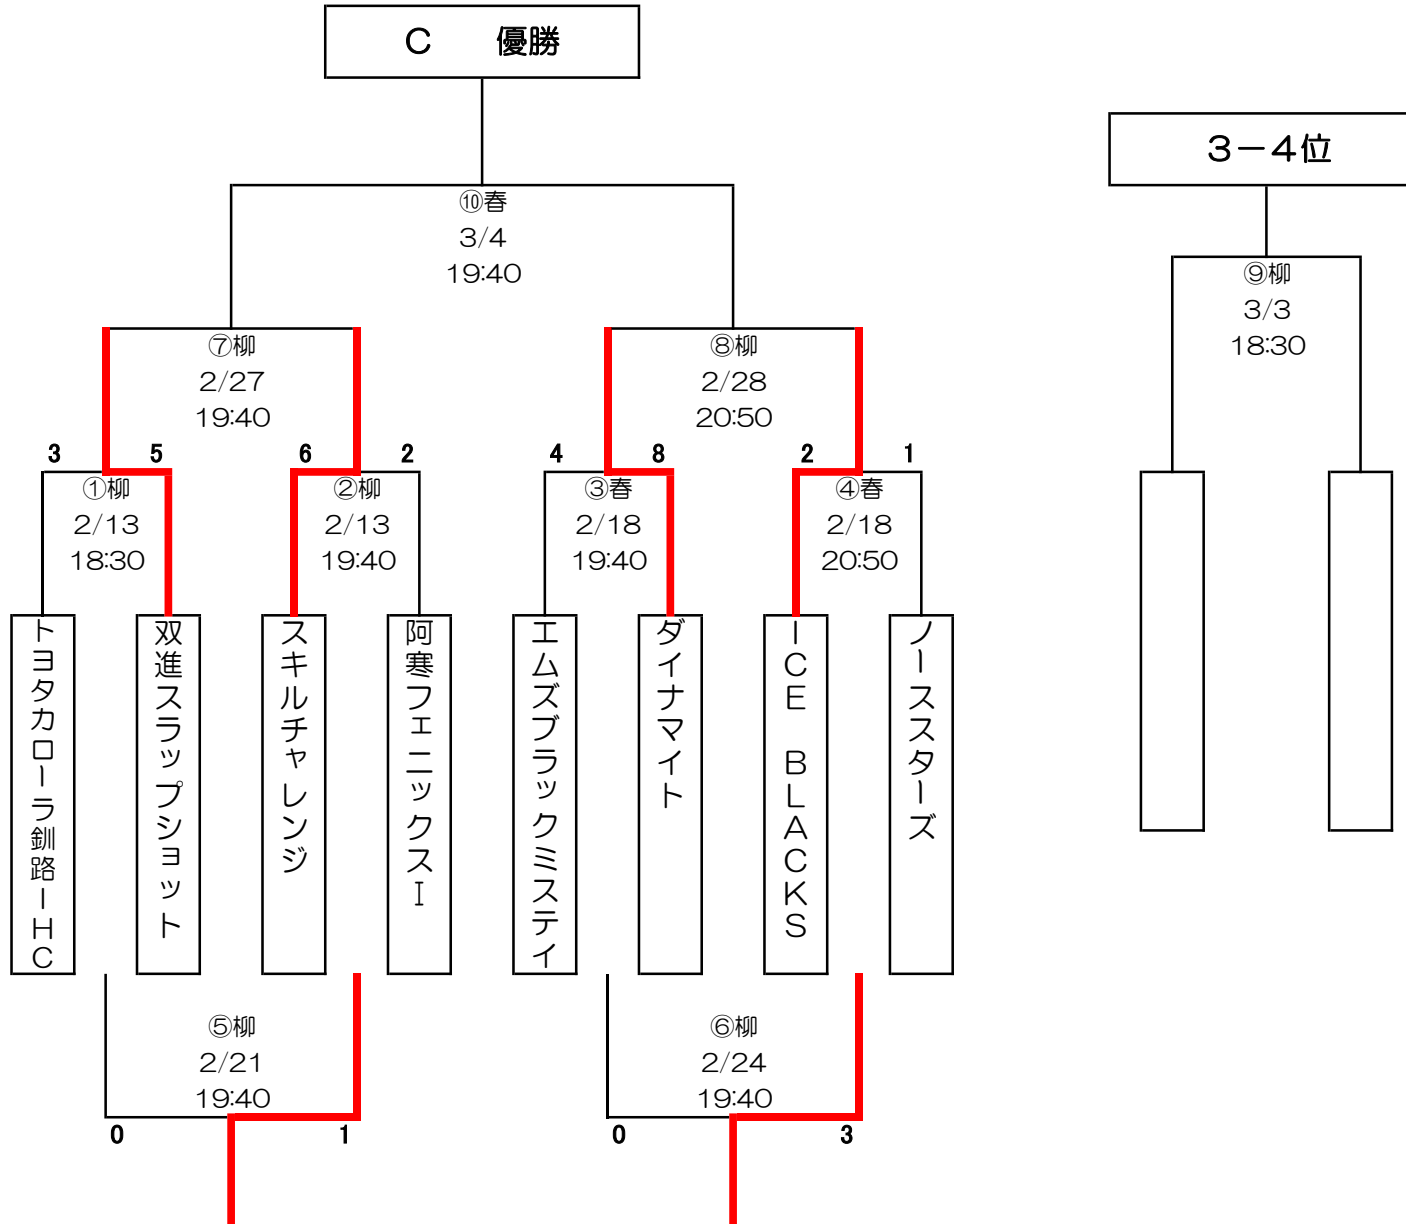 C　優勝
3－4位
⑩春
3/4
19:40
⑨柳
3/3
18:30
⑦柳
2/27
19:40
⑧柳
2/28
20:50
3 5 6 2 4 8 2 1
①柳
2/13
18:30
②柳
2/13
19:40
③春
2/18
19:40
④春
2/18
20:50
トヨタカローラ釧路IHC
双進スラップショット
スキルチャレンジ
阿寒フェニックスI
エムズブラックミステイ
ダイナマイト
ICE BLACKS
ノーススターズ
⑤柳
2/21
19:40
⑥柳
2/24
19:40
0 1 0 3